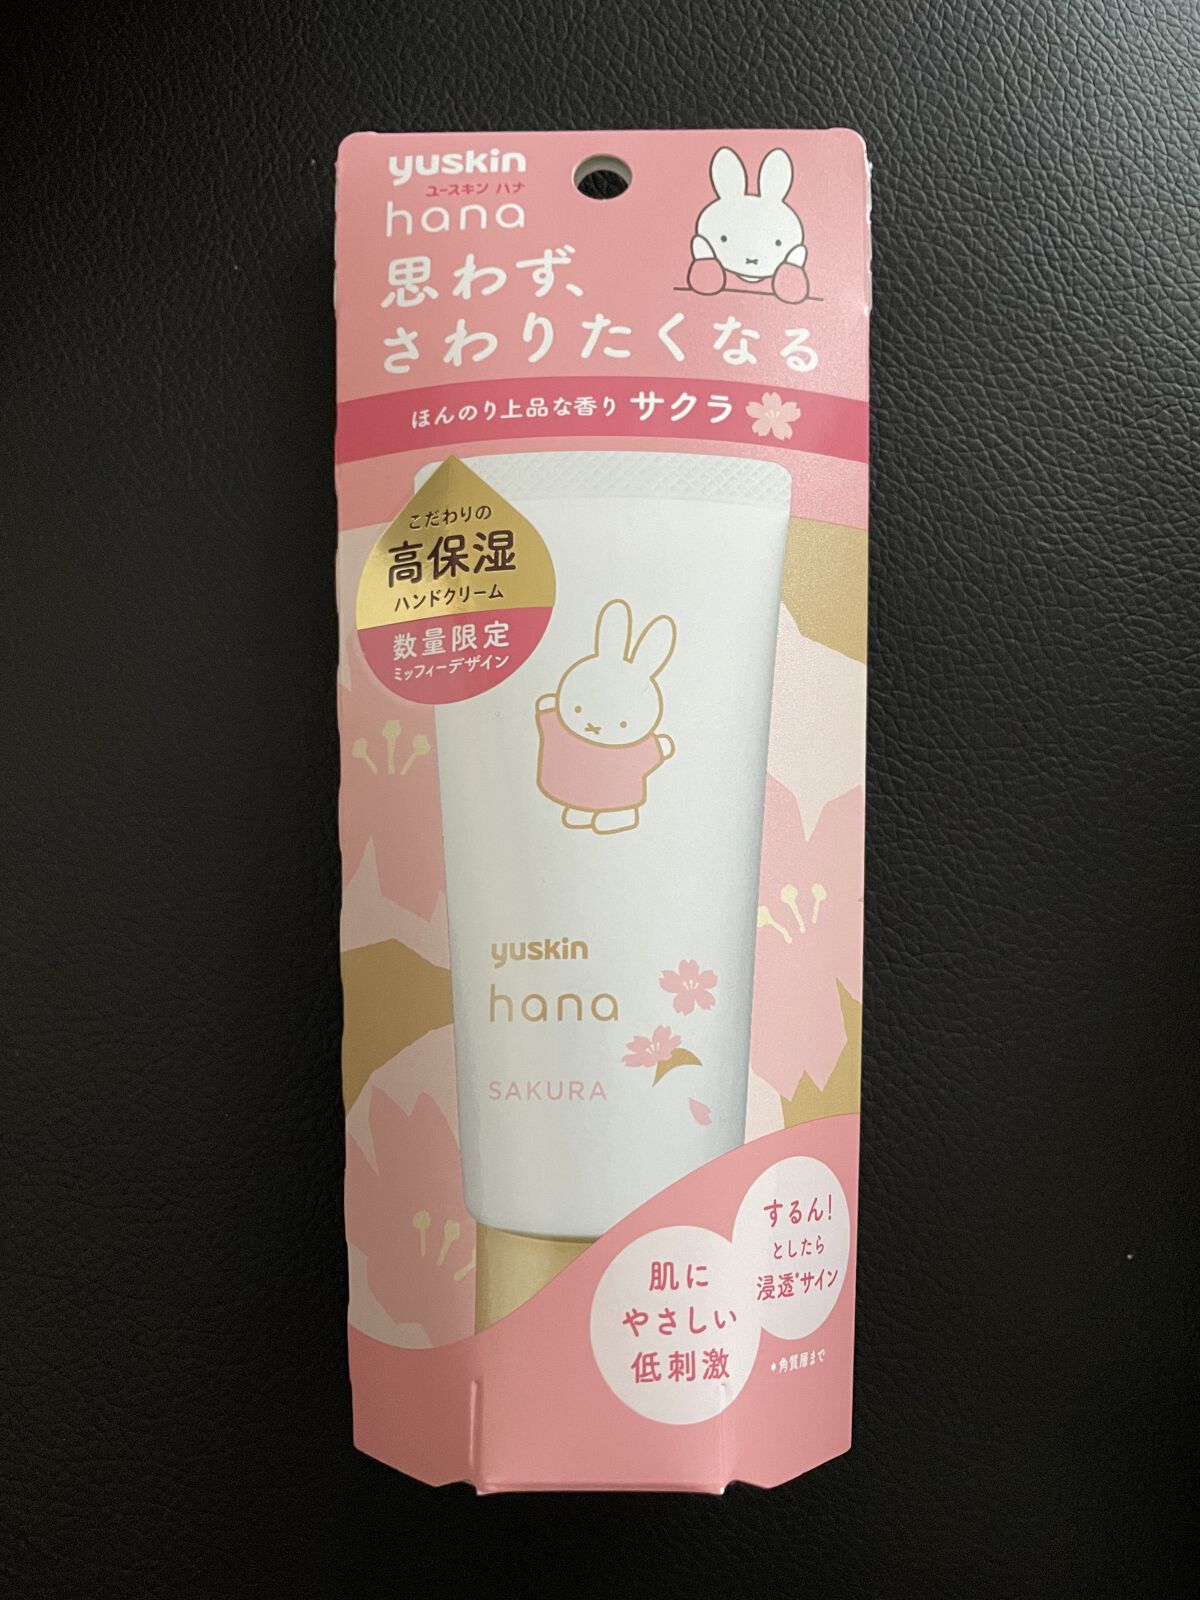 yuskin
ユースキン ハナ
hana
思わず、
さわりたくなる
ほんのり上品な香り サクラ
こだわりの
高保湿
ハンドクリーム
数量限定
ミッフィーデザイン
yuskin
hana
SAKURA
するん!
としたら
浸透*サイン
肌に
やさしい
低刺激
*角質層まで